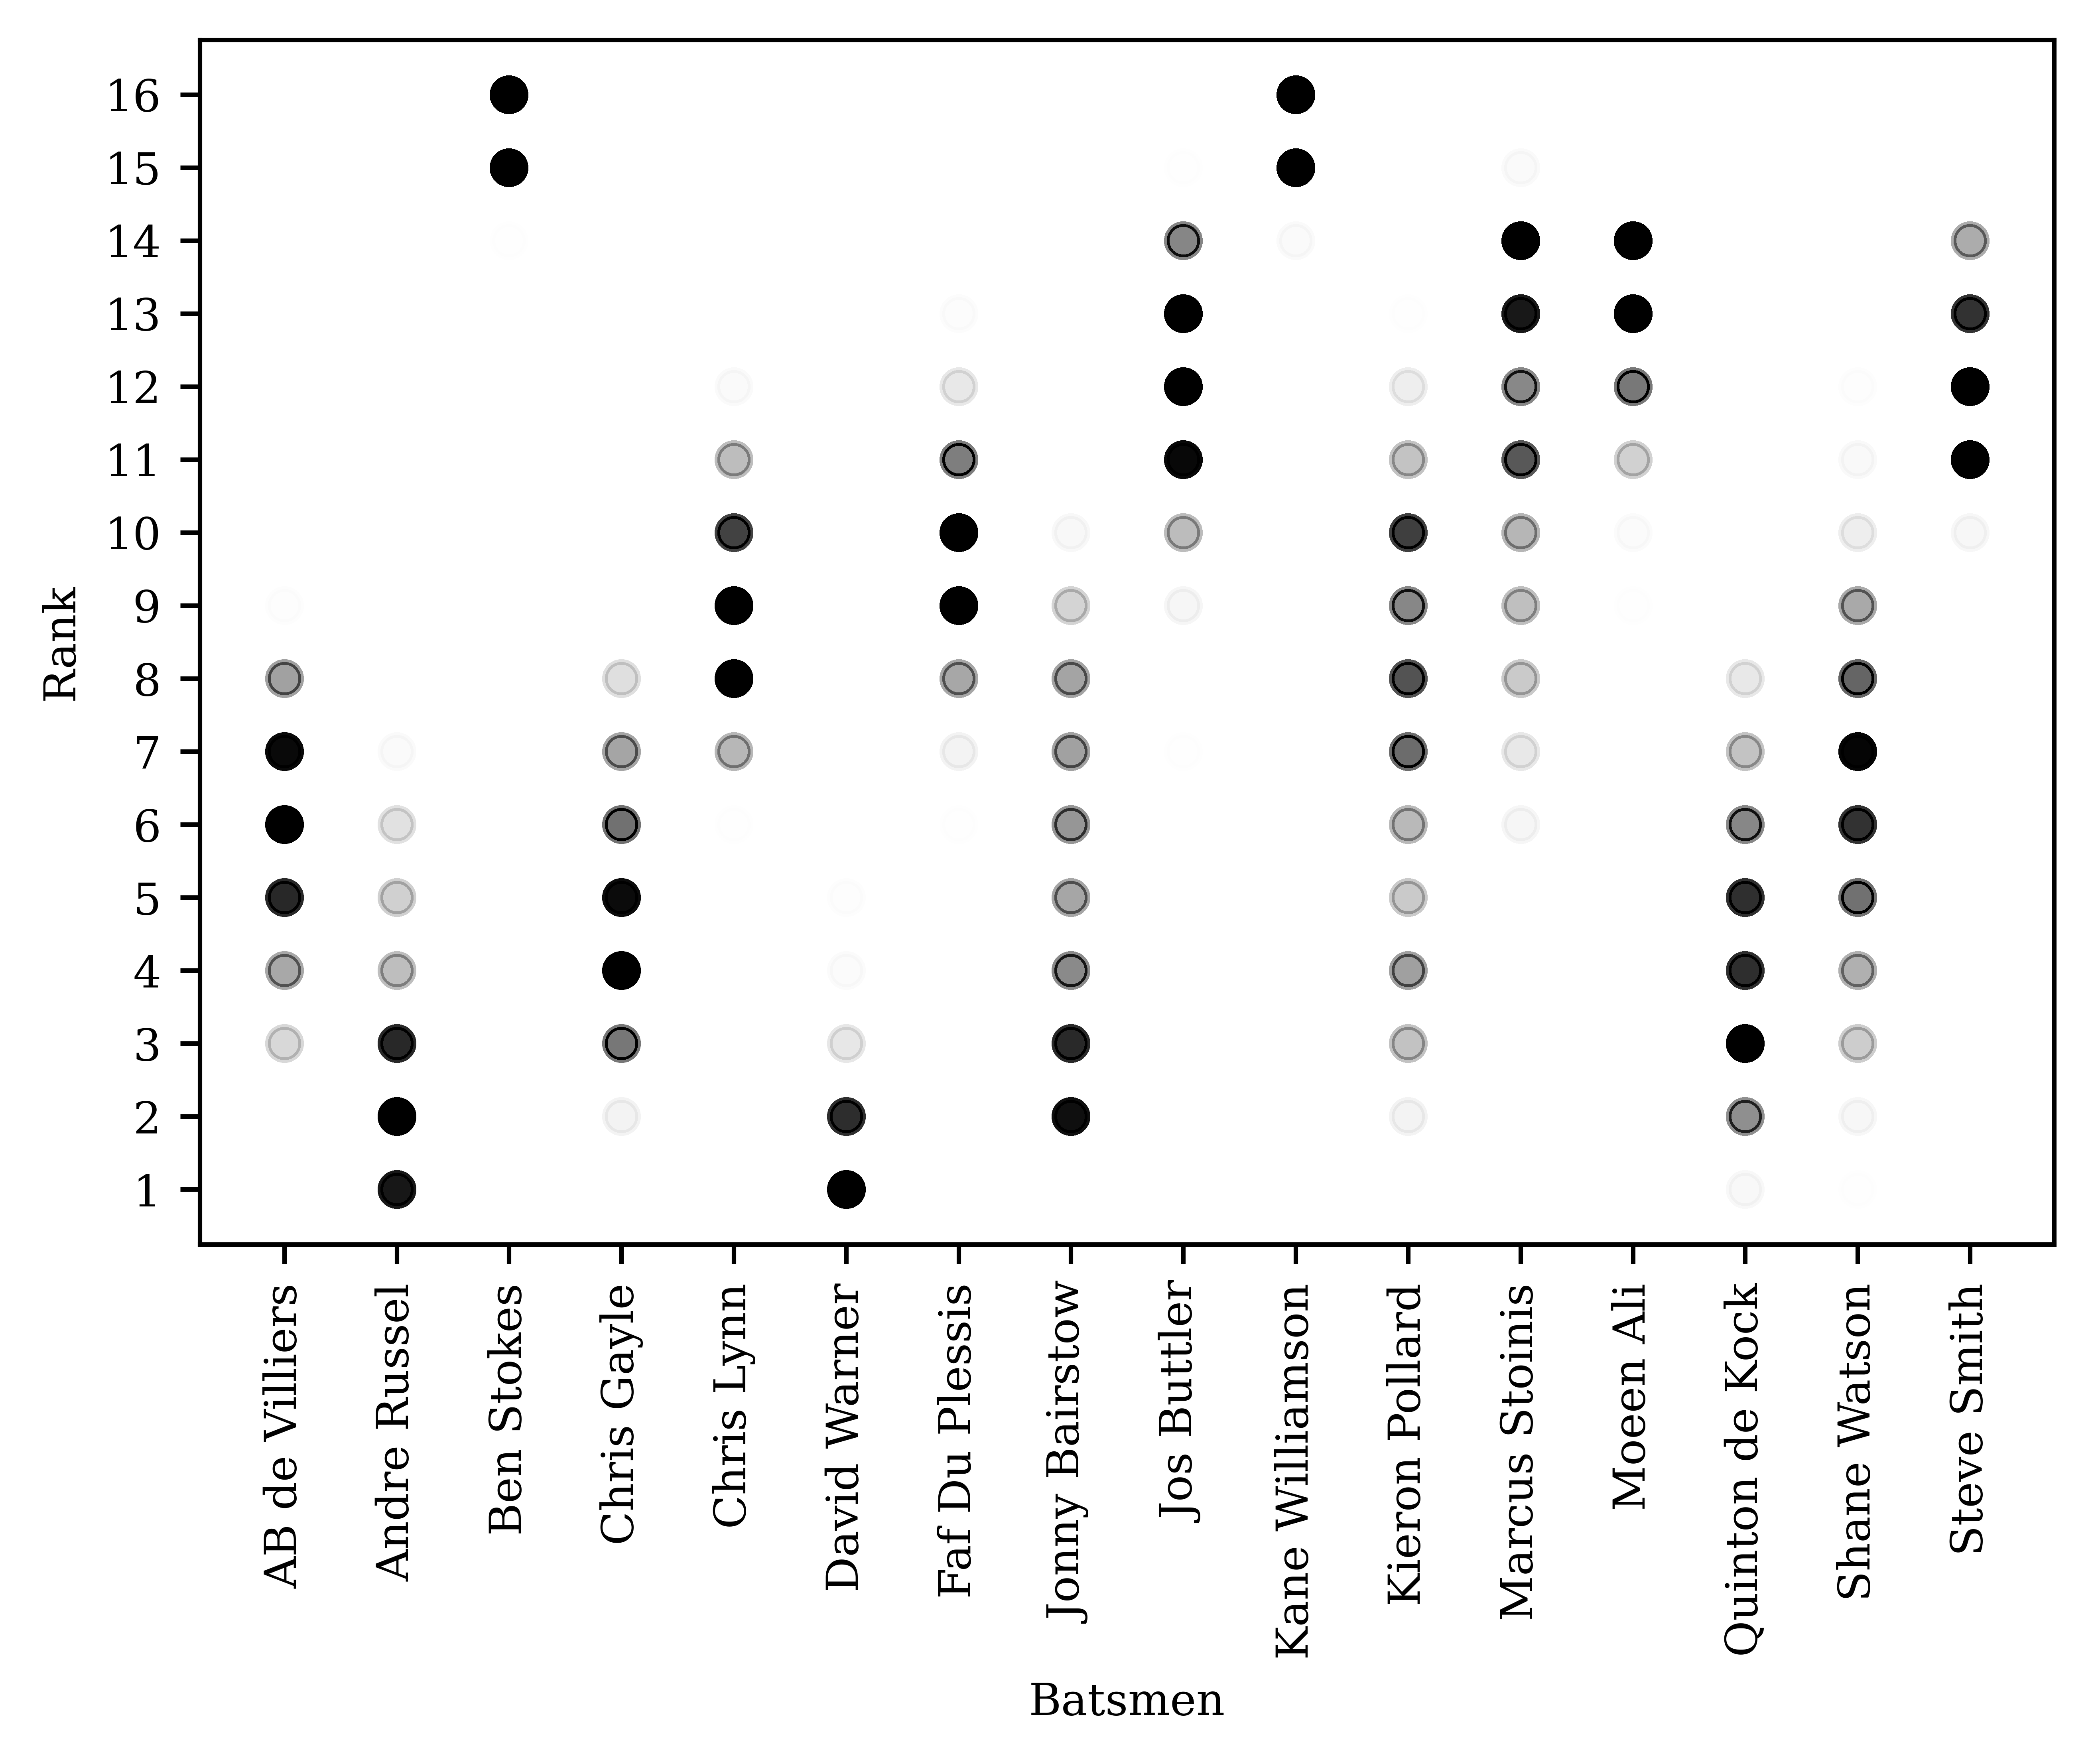 16
15
14
13
12
11
10
9
8
7
6
5
4
3
2
1
Rank
AB de Villiers
Andre Russel
Ben Stokes
Chris Gayle
Chris Lynn
David Warner
Faf Du Plessis
Jonny Bairstow
Jos Buttler
Kane Williamson
Kieron Pollard
Marcus Stoinis
Moeen Ali
Quinton de Kock
Shane Watson
Steve Smith
Batsmen